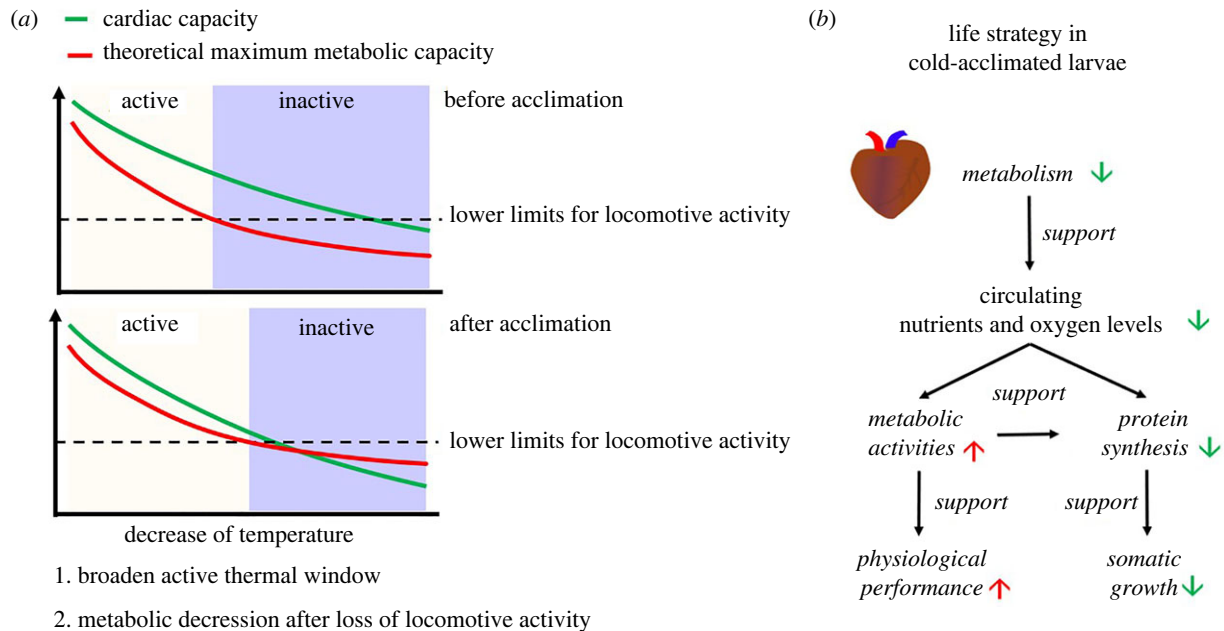 (a)
cardiac capacity
theoretical maximum metabolic capacity
active
inactive
before acclimation
lower limits for locomotive activity
active
inactive
after acclimation
lower limits for locomotive activity
decrease of temperature
1. broaden active thermal window
2. metabolic decression after loss of locomotive activity
(b)
life strategy in
cold-acclimated larvae
metabolism
support
circulating
nutrients and oxygen levels
support
metabolic
activities
protein
synthesis
support
support
physiological
performance
somatic
growth